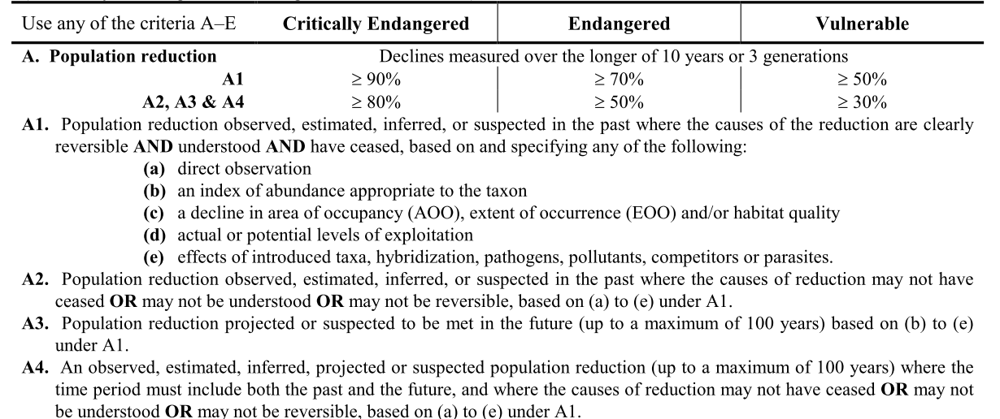 Use any of the criteria A–E Critically Endangered Endangered Vulnerable
A. Population reduction Declines measured over the longer of 10 years or 3 generations
A1 ≥ 90% ≥ 70% ≥ 50%
A2, A3 & A4 ≥ 80% ≥ 50% ≥ 30%
A1. Population reduction observed, estimated, inferred, or suspected in the past where the causes of the reduction are clearly
reversible AND understood AND have ceased, based on and specifying any of the following:
(a) direct observation
(b) an index of abundance appropriate to the taxon
(c) a decline in area of occupancy (AOO), extent of occurrence (EOO) and/or habitat quality
(d) actual or potential levels of exploitation
(e) effects of introduced taxa, hybridization, pathogens, pollutants, competitors or parasites.
A2. Population reduction observed, estimated, inferred, or suspected in the past where the causes of reduction may not have
ceased OR may not be understood OR may not be reversible, based on (a) to (e) under A1.
A3. Population reduction projected or suspected to be met in the future (up to a maximum of 100 years) based on (b) to (e)
under A1.
A4. An observed, estimated, inferred, projected or suspected population reduction (up to a maximum of 100 years) where the
time period must include both the past and the future, and where the causes of reduction may not have ceased OR may not
be understood OR may not be reversible, based on (a) to (e) under A1.